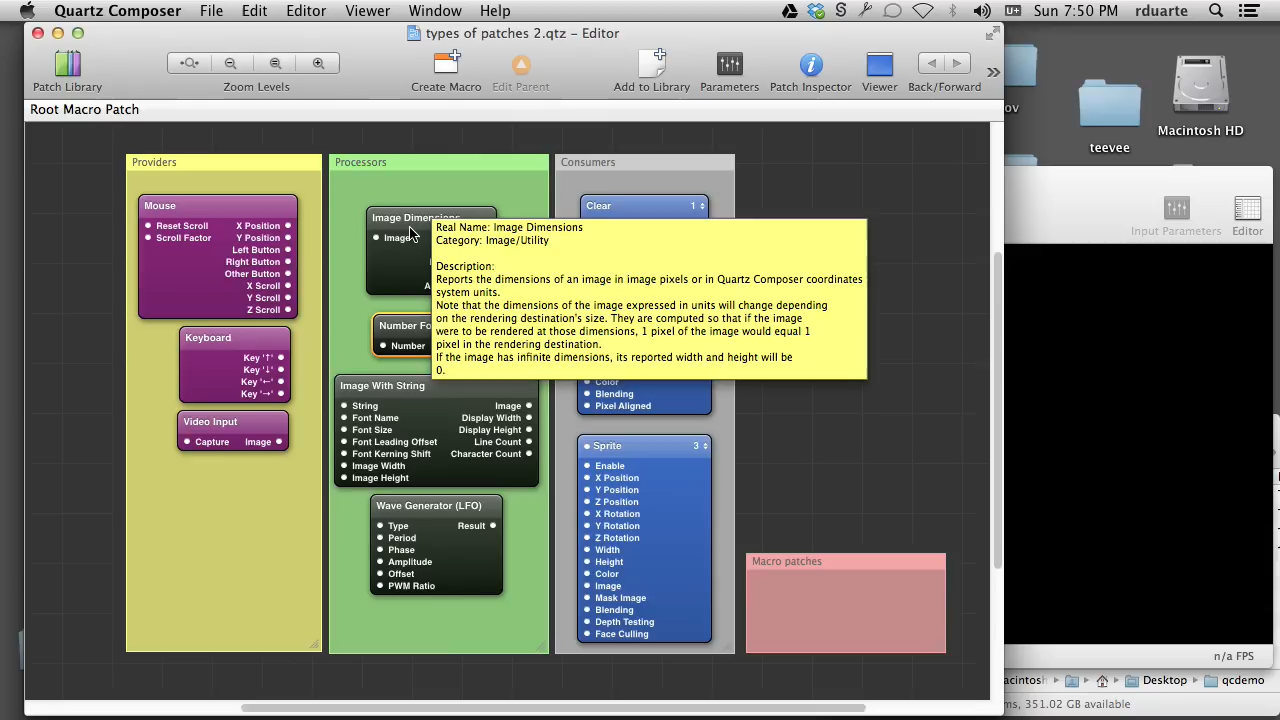 Quartz Composer File Edit Editor Viewer Window Help
Sun 7:50 PM rduarte
types of patches 2.qtz – Editor
Patch Library
Zoom Levels
Create Macro
Edit Parent
Add to Library
Parameters
Patch Inspector
Viewer
Back/Forward
Root Macro Patch
Providers
Mouse
Reset Scroll X Position
Scroll Factor Y Position
Left Button
Right Button
Other Button
X Scroll
Y Scroll
Z Scroll
Keyboard
Key '↑'
Key '↓'
Key '←'
Key '→'
Video Input
Capture Image
Processors
Image Dimensions
Image
Number Fo
Number
Image With String
String Image
Font Name Display Width
Font Size Display Height
Font Leading Offset Line Count
Font Kerning Shift Character Count
Image Width
Image Height
Wave Generator (LFO)
Type Result
Period
Phase
Amplitude
Offset
PWM Ratio
Real Name: Image Dimensions
Category: Image/Utility
Description:
Reports the dimensions of an image in image pixels or in Quartz Composer coordinates
system units.
Note that the dimensions of the image expressed in units will change depending
on the rendering destination's size. They are computed so that if the image
were to be rendered at those dimensions, 1 pixel of the image would equal 1
pixel in the rendering destination.
If the image has infinite dimensions, its reported width and height will be
0.
Consumers
Clear 1
Color
Blending
Pixel Aligned
Sprite 3
Enable
X Position
Y Position
Z Position
X Rotation
Y Rotation
Z Rotation
Width
Height
Color
Image
Mask Image
Blending
Depth Testing
Face Culling
Macro patches
ov
teevee
Macintosh HD
Input Parameters
Editor
n/a FPS
acintosh Desktop qcdemo
ms, 351.02 GB available